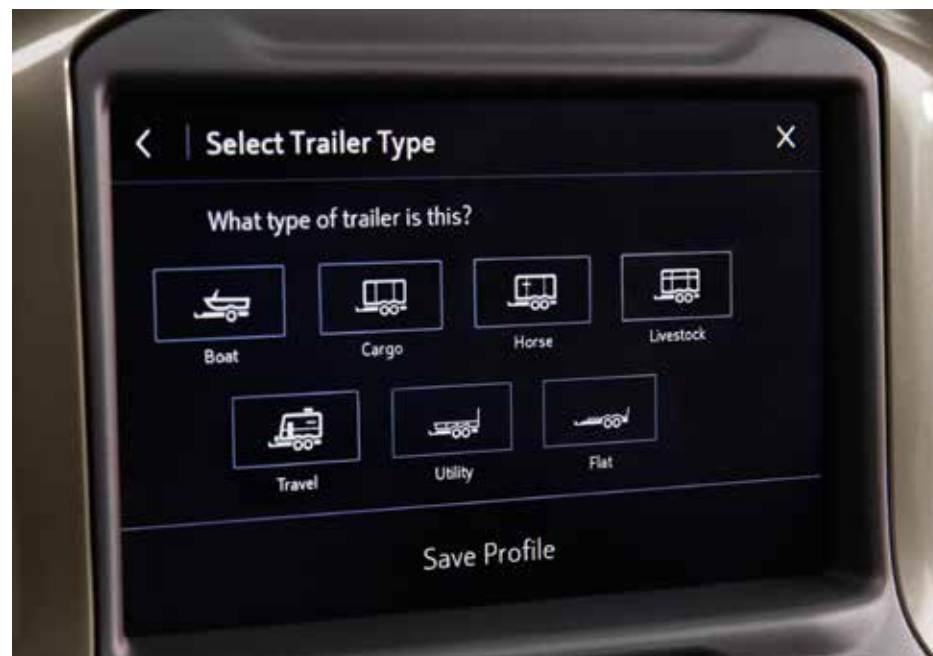 Select Trailer Type
What type of trailer is this?
Boat Cargo Horse Livestock
Travel Utility Flat
Save Profile